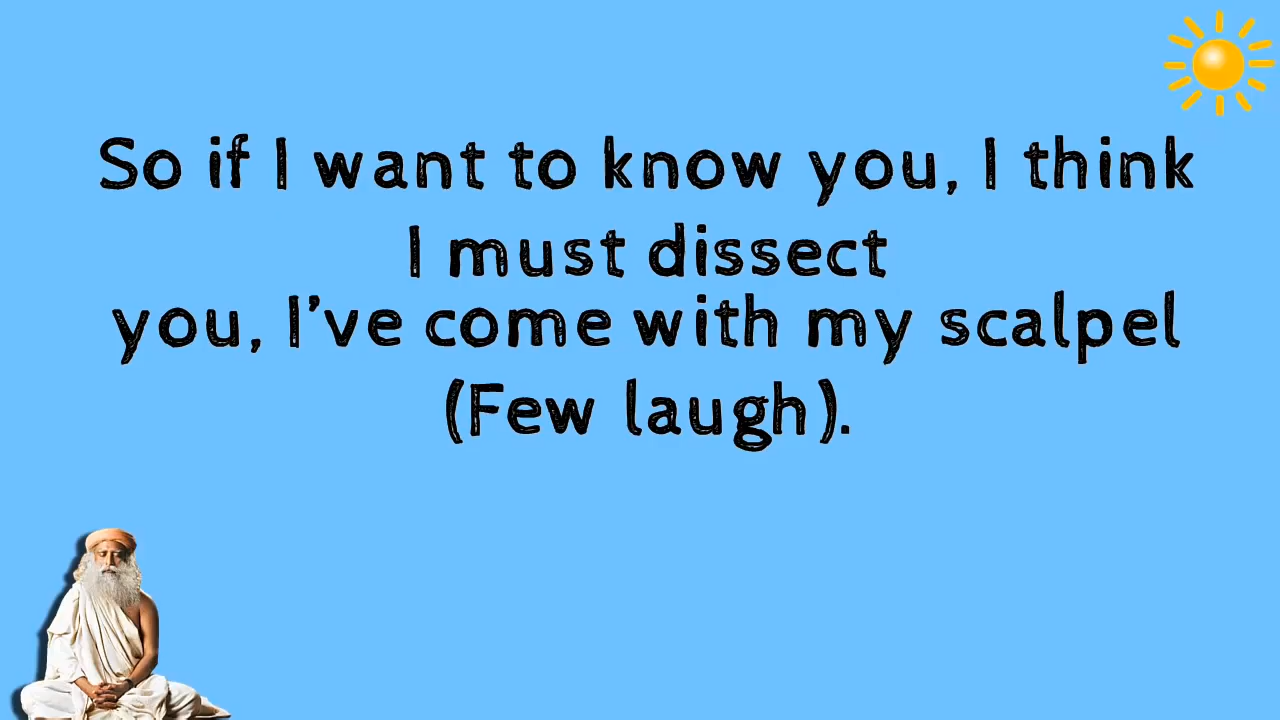 So if I want to know you, I think
I must dissect
you, I've come with my scalpel
(Few laugh).